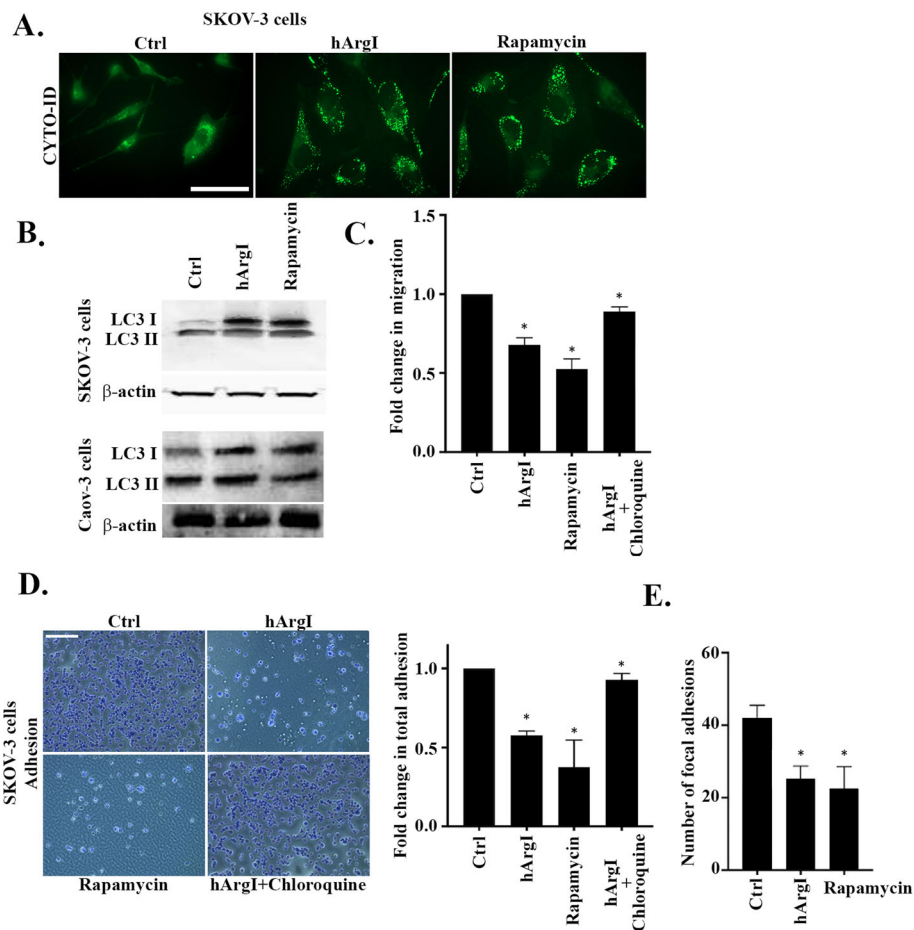 A.
SKOV-3 cells
Ctrl
hArgI
Rapamycin
CYTO-ID
B.
Ctrl
hArgI
Rapamycin
SKOV-3 cells
LC3 I
LC3 II
β-actin
Caov-3 cells
LC3 I
LC3 II
β-actin
C.
Fold change in migration
1.5
1.0
0.5
0.0
Ctrl
hArgI
Rapamycin
hArgI
+
Chloroquine
*
*
*
D.
SKOV-3 cells
Adhesion
Ctrl
hArgI
Rapamycin
hArgI+Chloroquine
Fold change in total adhesion
1.0
0.5
0.0
Ctrl
hArgI
Rapamycin
hArgI
+
Chloroquine
*
*
*
E.
Number of focal adhesions
60
40
20
0
Ctrl
hArgI
Rapamycin
*
*